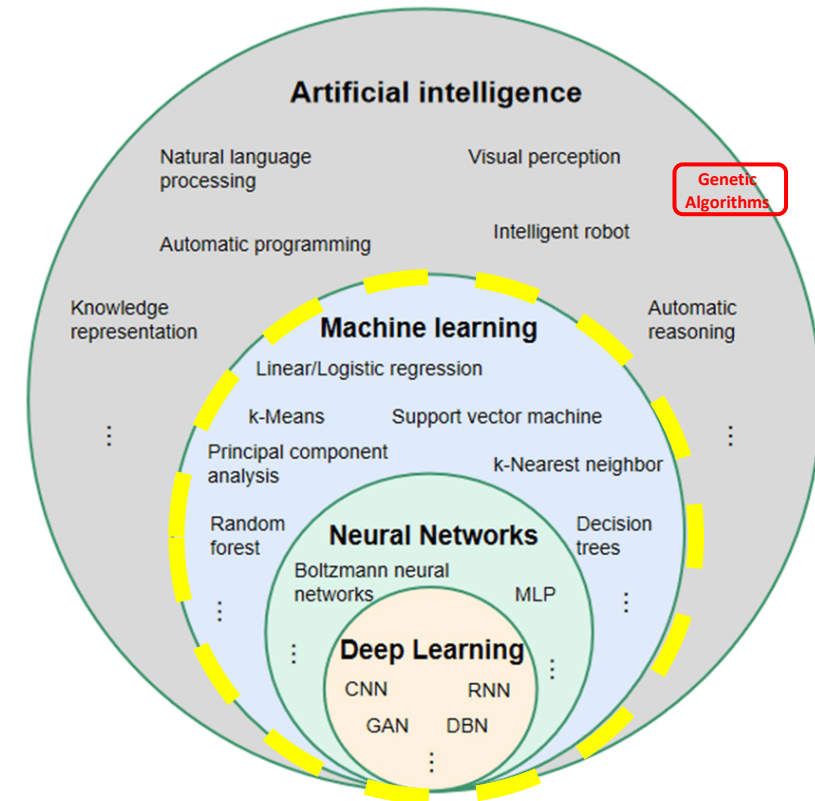 Artificial intelligence
Natural language
processing
Visual perception
Genetic
Algorithms
Automatic programming
Intelligent robot
Knowledge
representation
Automatic
reasoning
Machine learning
Linear/Logistic regression
k-Means
Support vector machine
Principal component
analysis
k-Nearest neighbor
Random
forest
Neural Networks
Decision
trees
Boltzmann neural
networks
MLP
Deep Learning
CNN
RNN
GAN
DBN